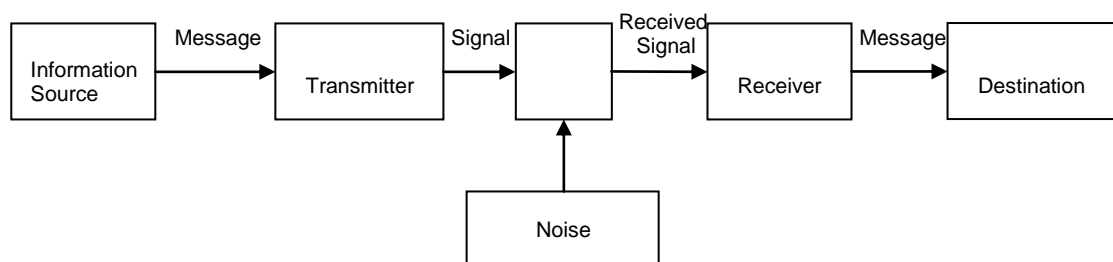 Message
Signal
Received
Signal
Message
Information
Source
Transmitter
Receiver
Destination
Noise